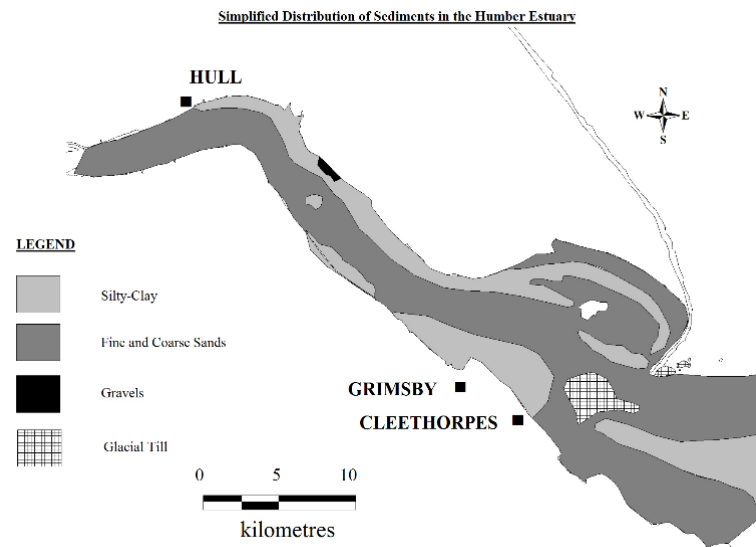 Simplified Distribution of Sediments in the Humber Estuary
HULL
N
W E
S
LEGEND
Silty-Clay
Fine and Coarse Sands
Gravels
Glacial Till
GRIMSBY
CLEETHORPES
0 5 10
kilometres